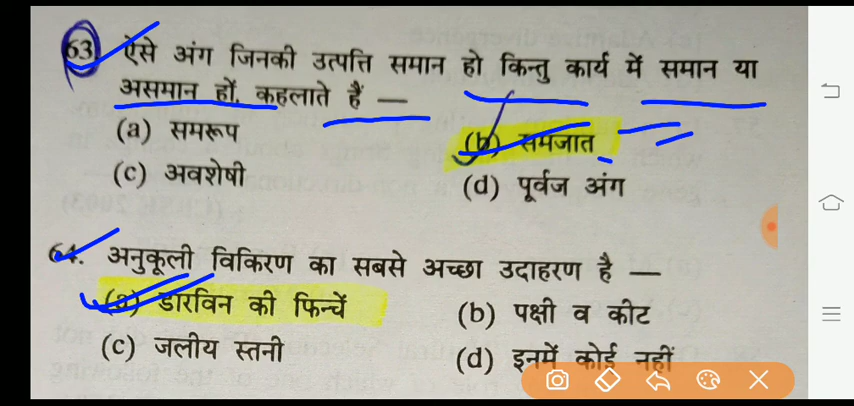 63. ऐसे अंग जिनकी उत्पत्ति समान हो किन्तु कार्य में समान या
असमान हों, कहलाते हैं —
(a) समरूप (b) समजात
(c) अवशेषी (d) पूर्वज अंग
64. अनुकूली विकिरण का सबसे अच्छा उदाहरण है —
(a) डारविन की फिन्चें (b) पक्षी व कीट
(c) जलीय स्तनी (d) इनमें कोई नहीं